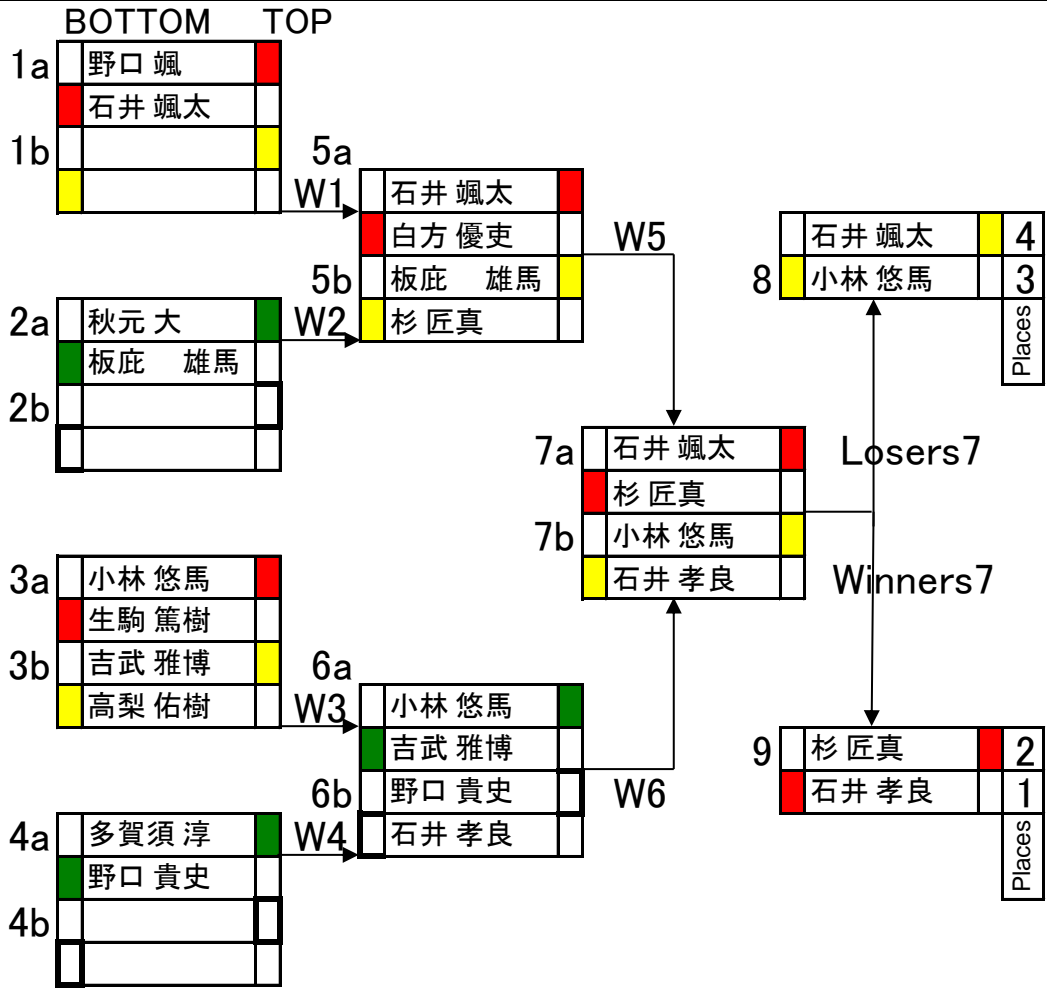 BOTTOM TOP
1a 野口 颯
石井 颯太
1b
5a
W1 石井 颯太
白方 優吏
W5
5b 板庇　雄馬
杉 匠真
石井 颯太 4
8 小林 悠馬 3
Places
2a 秋元 大
W2
板庇　雄馬
2b
7a 石井 颯太
杉 匠真
7b 小林 悠馬
石井 孝良
Losers7
Winners7
3a 小林 悠馬
生駒 篤樹
3b 吉武 雅博
高梨 佑樹
6a
W3 小林 悠馬
吉武 雅博
6b 野口 貴史
W6
石井 孝良
9 杉 匠真 2
石井 孝良 1
Places
4a 多賀須 淳
W4
野口 貴史
4b